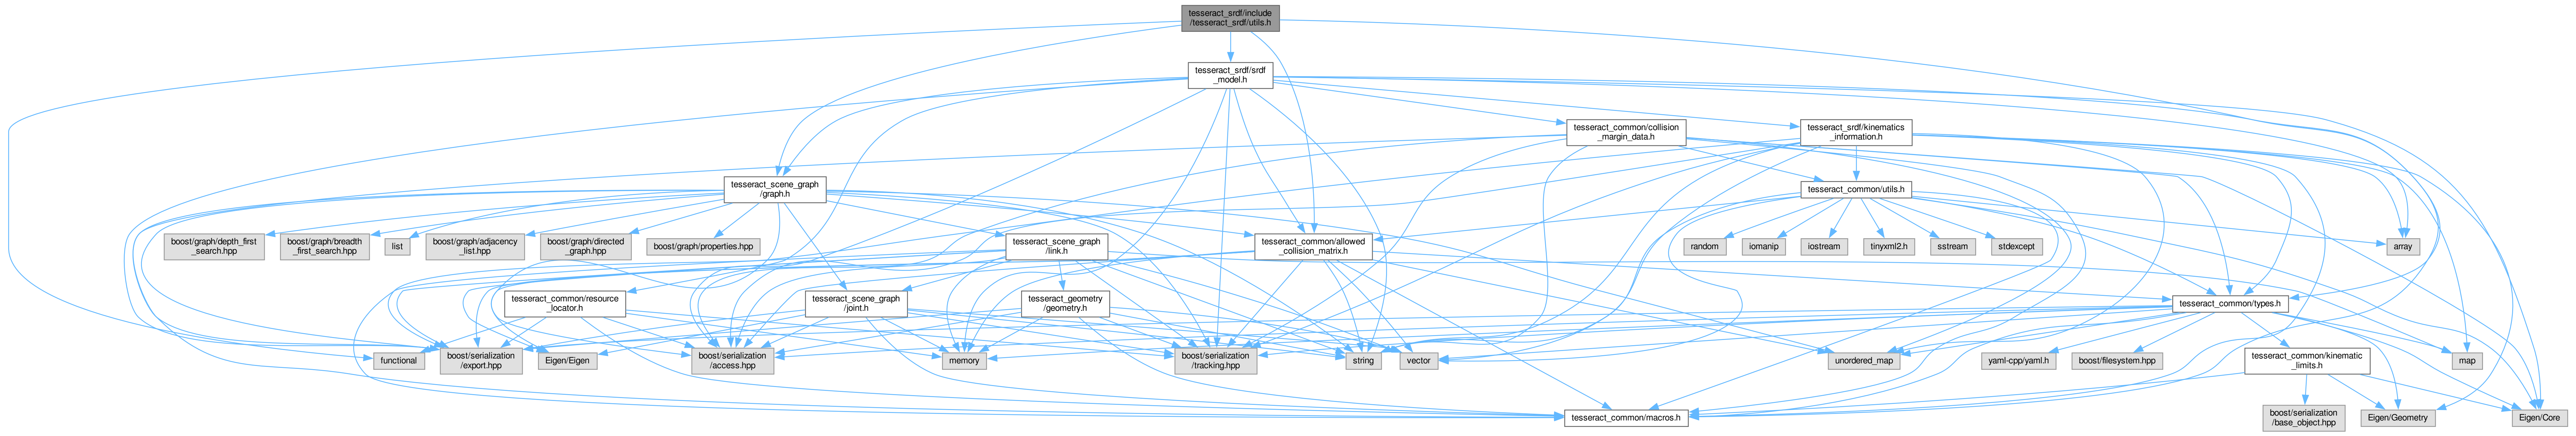 tesseract_srdf/include
/tesseract_srdf/utils.h
tesseract_srdf/srdf
_model.h
tesseract_common/collision
_margin_data.h
tesseract_srdf/kinematics
_information.h
tesseract_scene_graph
/graph.h
tesseract_common/utils.h
boost/graph/depth_first
_search.hpp
boost/graph/breadth
_first_search.hpp
list
boost/graph/adjacency
_list.hpp
boost/graph/directed
_graph.hpp
boost/graph/properties.hpp
tesseract_scene_graph
/link.h
tesseract_common/allowed
_collision_matrix.h
random
iomanip
iostream
tinyxml2.h
sstream
stdexcept
array
tesseract_common/resource
_locator.h
tesseract_scene_graph
/joint.h
tesseract_geometry
/geometry.h
tesseract_common/types.h
functional
boost/serialization
/export.hpp
Eigen/Eigen
boost/serialization
/access.hpp
memory
boost/serialization
/tracking.hpp
string
vector
unordered_map
yaml-cpp/yaml.h
boost/filesystem.hpp
tesseract_common/kinematic
_limits.h
map
tesseract_common/macros.h
boost/serialization
/base_object.hpp
Eigen/Geometry
Eigen/Core